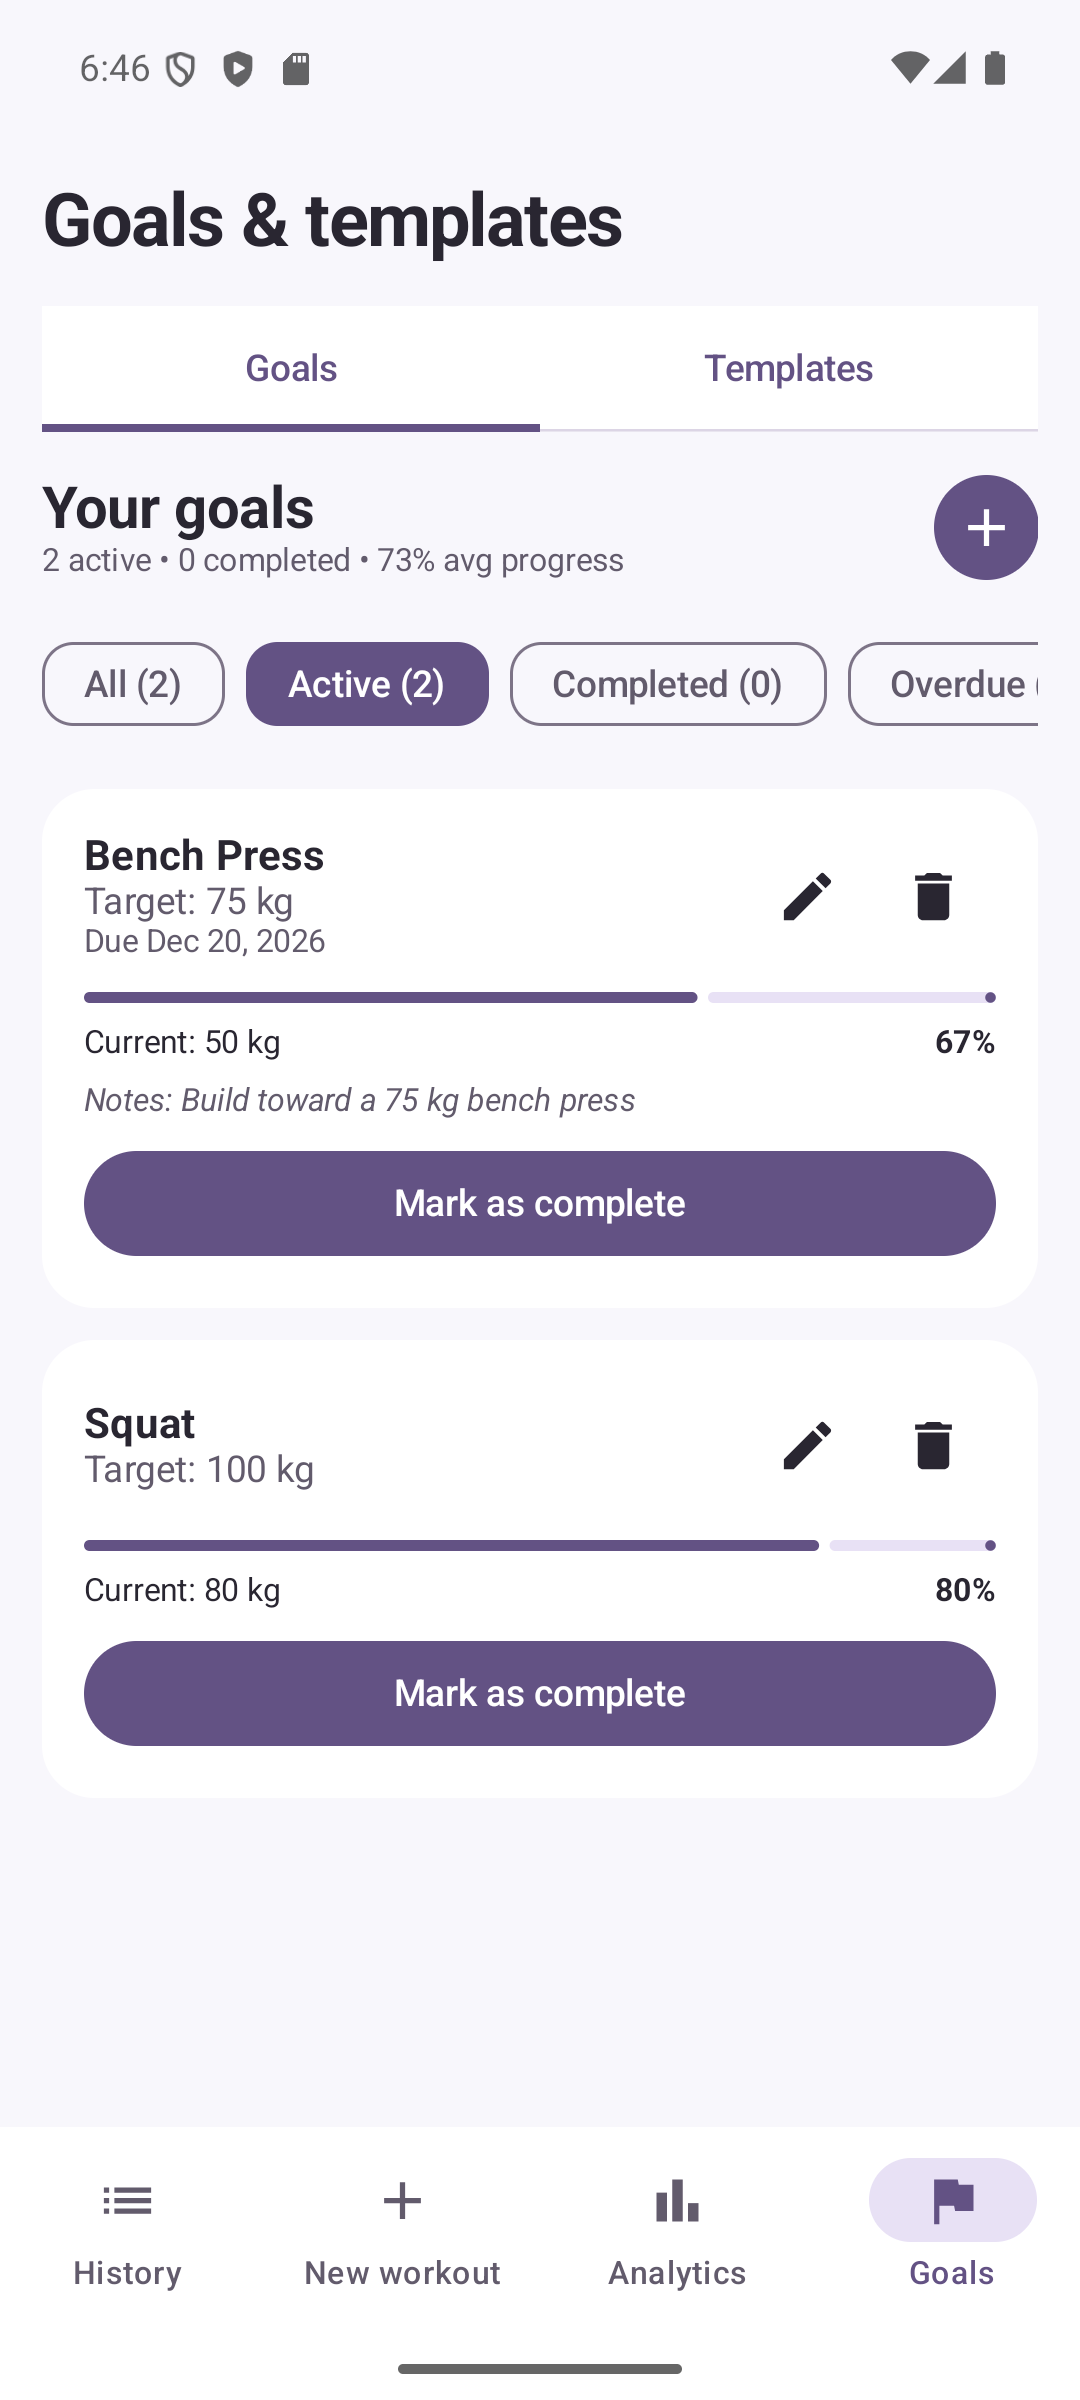 6:46
Goals & templates
Goals
Templates
Your goals
2 active • 0 completed • 73% avg progress
All (2)
Active (2)
Completed (0)
Overdue
Bench Press
Target: 75 kg
Due Dec 20, 2026
Current: 50 kg
67%
Notes: Build toward a 75 kg bench press
Mark as complete
Squat
Target: 100 kg
Current: 80 kg
80%
Mark as complete
History
New workout
Analytics
Goals